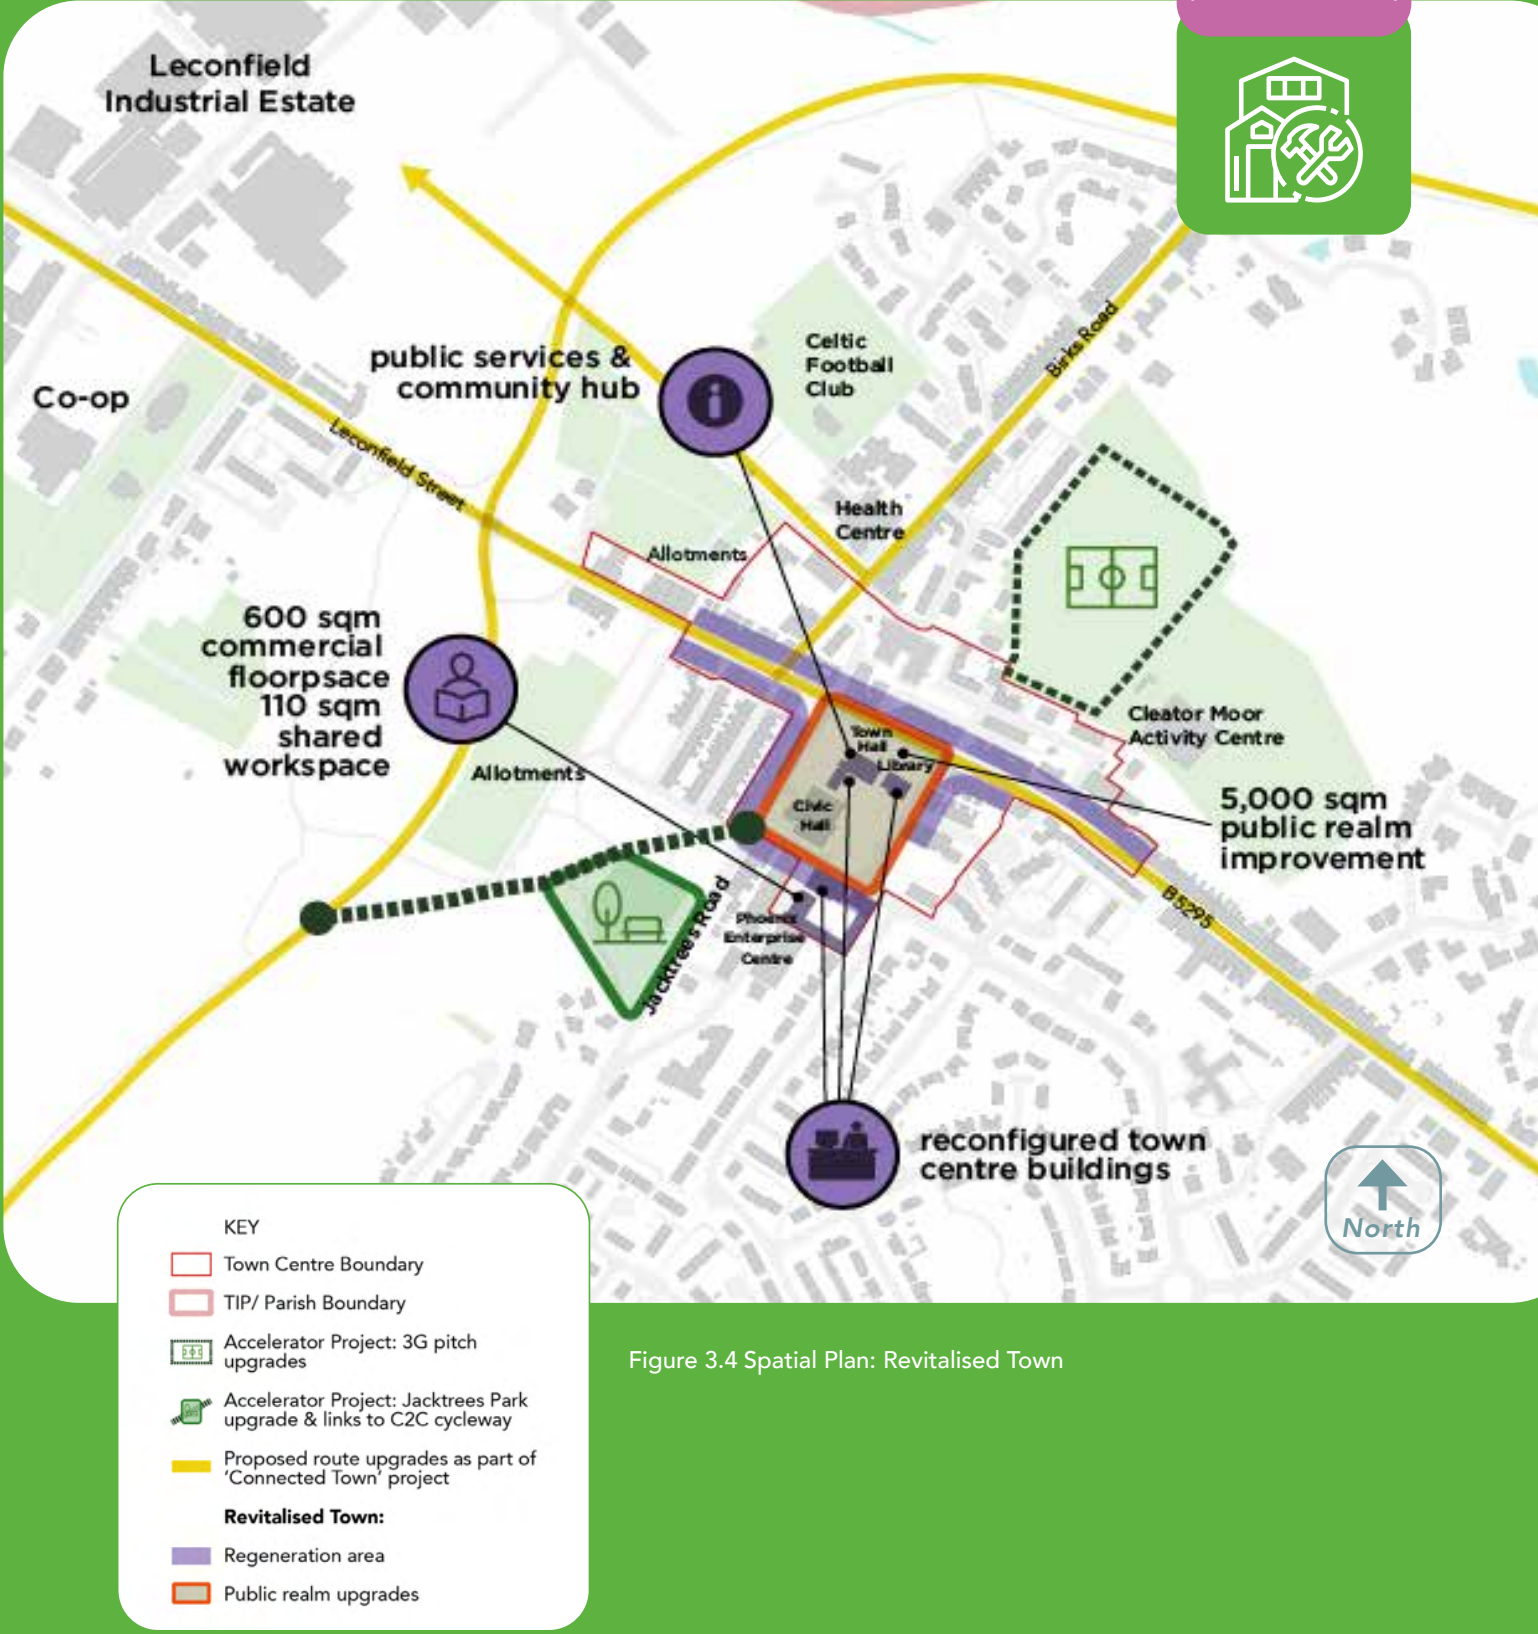 Leconfield
Industrial Estate
public services &
community hub
Celtic
Football
Club
Birks Road
Co-op
Leconfield Street
Health
Centre
Allotments
600 sqm
commercial
floorpsace
110 sqm
shared
workspace
Allotments
Town
Hall
Library
Civic
Hall
Cleator Moor
Activity Centre
5,000 sqm
public realm
improvement
B5295
Jacktrees Road
Phoenix
Enterprise
Centre
reconfigured town
centre buildings
North
KEY
Town Centre Boundary
TIP/ Parish Boundary
Accelerator Project: 3G pitch
upgrades
Accelerator Project: Jacktrees Park
upgrade & links to C2C cycleway
Proposed route upgrades as part of
‘Connected Town’ project
Revitalised Town:
Regeneration area
Public realm upgrades
Figure 3.4 Spatial Plan: Revitalised Town